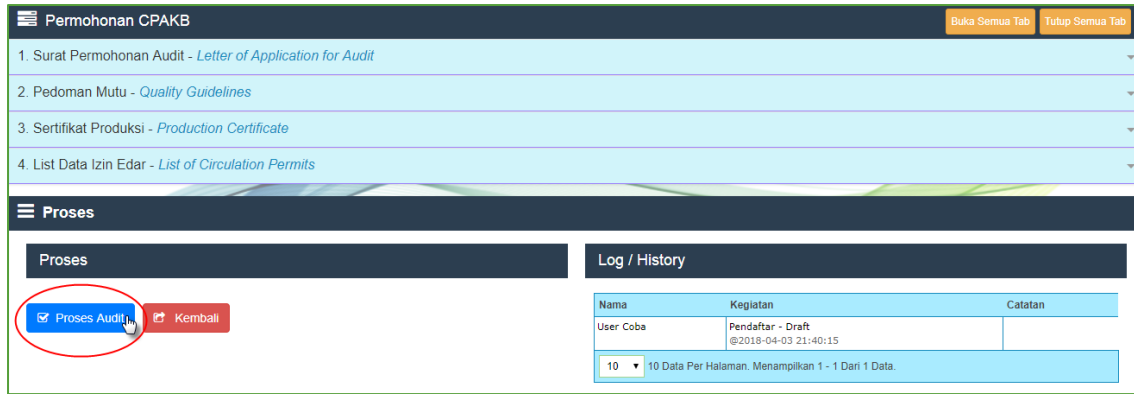 Permohonan CPAKB
Buka Semua Tab
Tutup Semua Tab
1. Surat Permohonan Audit - Letter of Application for Audit
2. Pedoman Mutu - Quality Guidelines
3. Sertifikat Produksi - Production Certificate
4. List Data Izin Edar - List of Circulation Permits
Proses
Proses
Proses Audit
Kembali
Log / History
Nama Kegiatan Catatan
User Coba Pendaftar - Draft
@2018-04-03 21:40:15
10 10 Data Per Halaman. Menampilkan 1 - 1 Dari 1 Data.